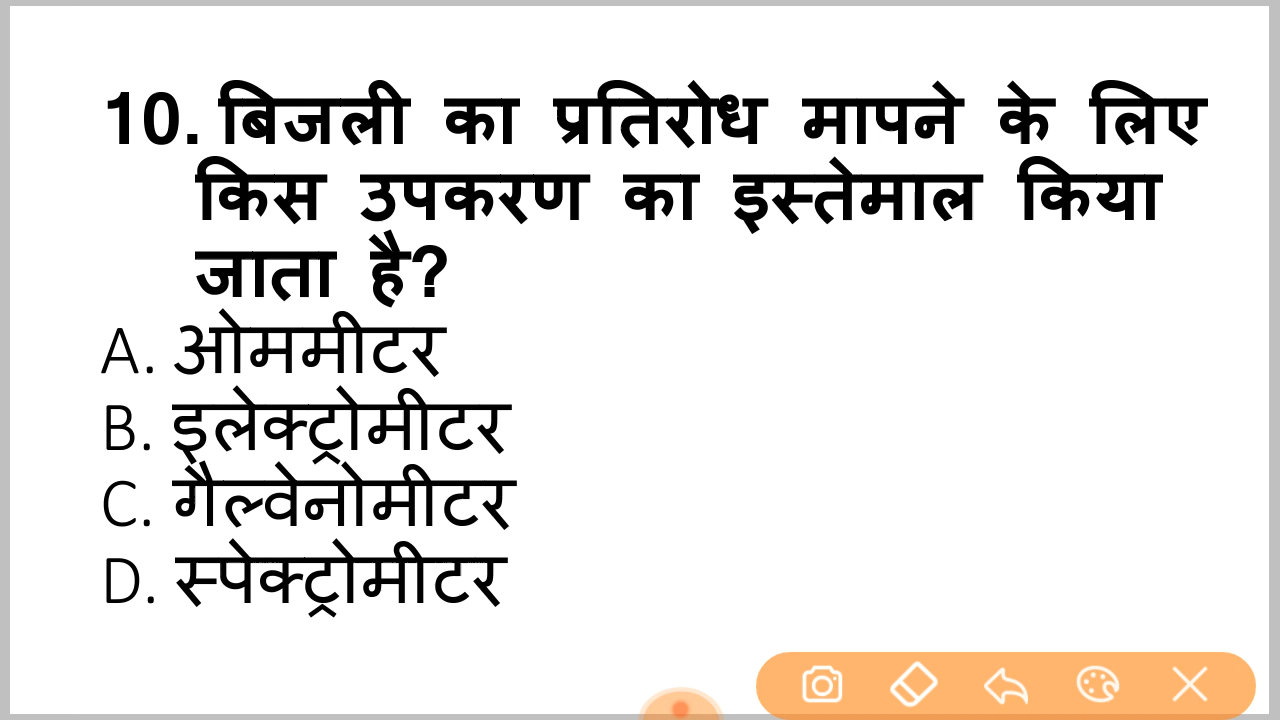 10. बिजली का प्रतिरोध मापने के लिए
किस उपकरण का इस्तेमाल किया
जाता है?
A. ओममीटर
B. इलेक्ट्रोमीटर
C. गैल्वेनोमीटर
D. स्पेक्ट्रोमीटर